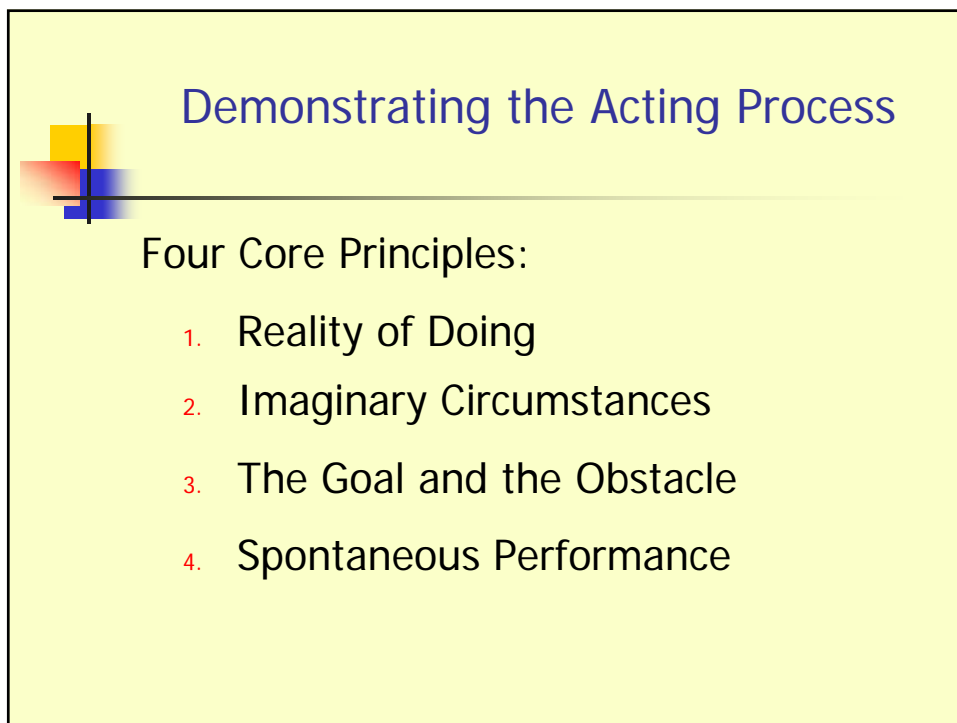 Demonstrating the Acting Process
Four Core Principles:
1. Reality of Doing
2. Imaginary Circumstances
3. The Goal and the Obstacle
4. Spontaneous Performance